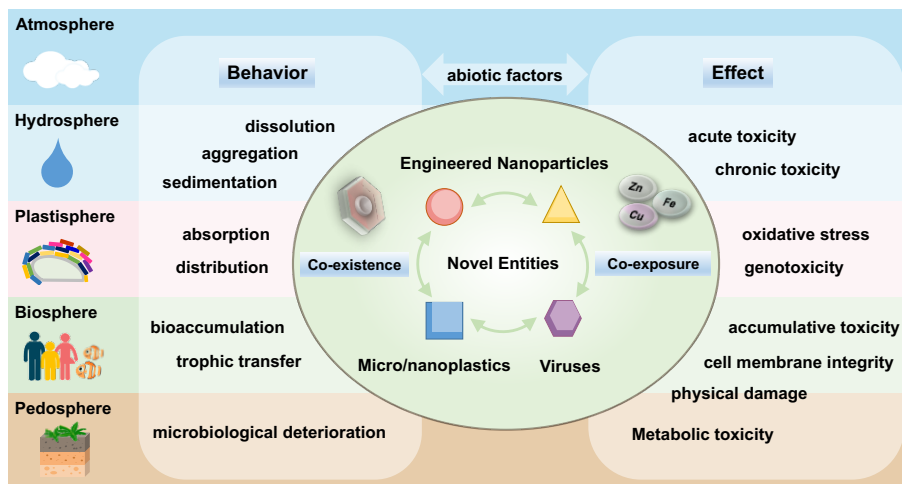 Atmosphere
Behavior
abiotic factors
Effect
Hydrosphere
dissolution
aggregation
sedimentation
acute toxicity
chronic toxicity
Engineered Nanoparticles
Zn
Fe
Cu
Plastisphere
absorption
distribution
Co-existence
Novel Entities
Co-exposure
oxidative stress
genotoxicity
Biosphere
bioaccumulation
trophic transfer
Micro/nanoplastics
Viruses
accumulative toxicity
cell membrane integrity
physical damage
Pedosphere
microbiological deterioration
Metabolic toxicity